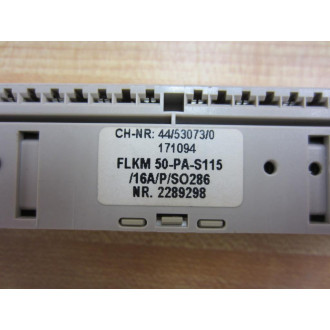 CH-NR: 44/53073/0
171094
FLKM 50-PA-S115
/16A/P/SO286
NR. 2289298